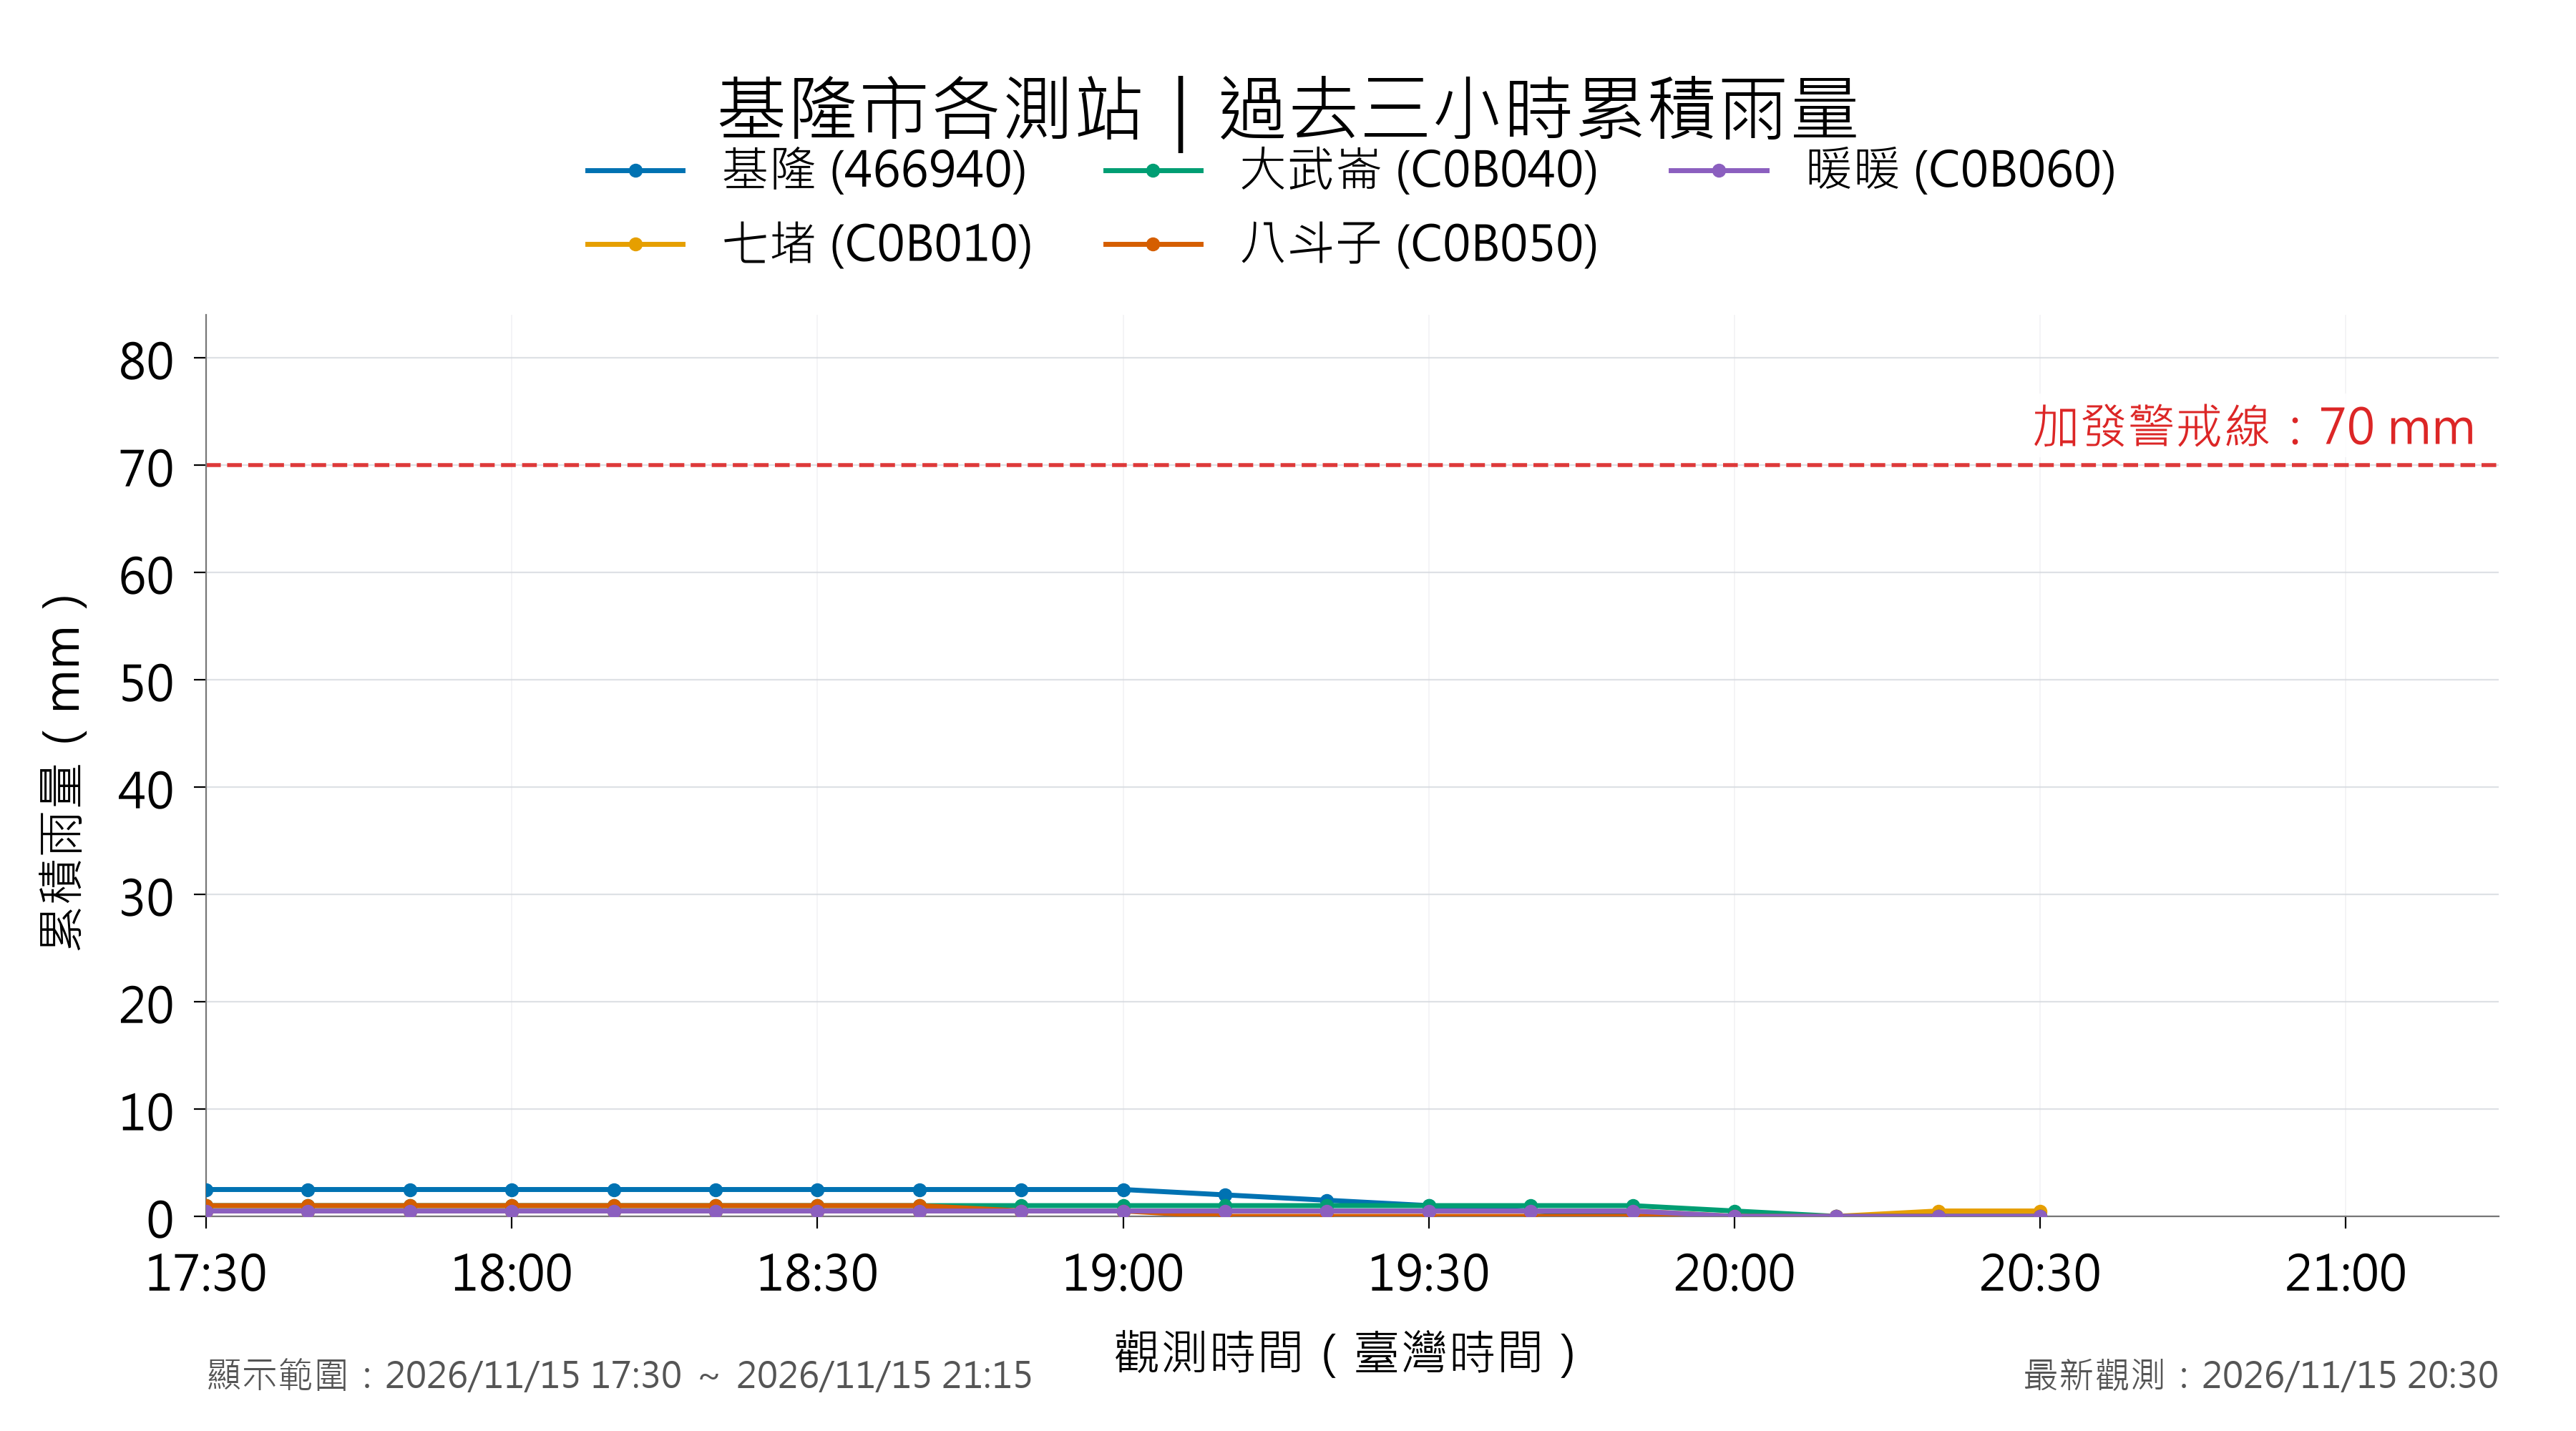 基隆市各測站｜過去三小時累積雨量
基隆 (466940)
七堵 (C0B010)
大武崙 (C0B040)
八斗子 (C0B050)
暖暖 (C0B060)
累積雨量（mm）
80
70
60
50
40
30
20
10
0
加發警戒線：70 mm
17:30 18:00 18:30 19:00 19:30 20:00 20:30 21:00
觀測時間（臺灣時間）
顯示範圍：2026/11/15 17:30 ~ 2026/11/15 21:15
最新觀測：2026/11/15 20:30